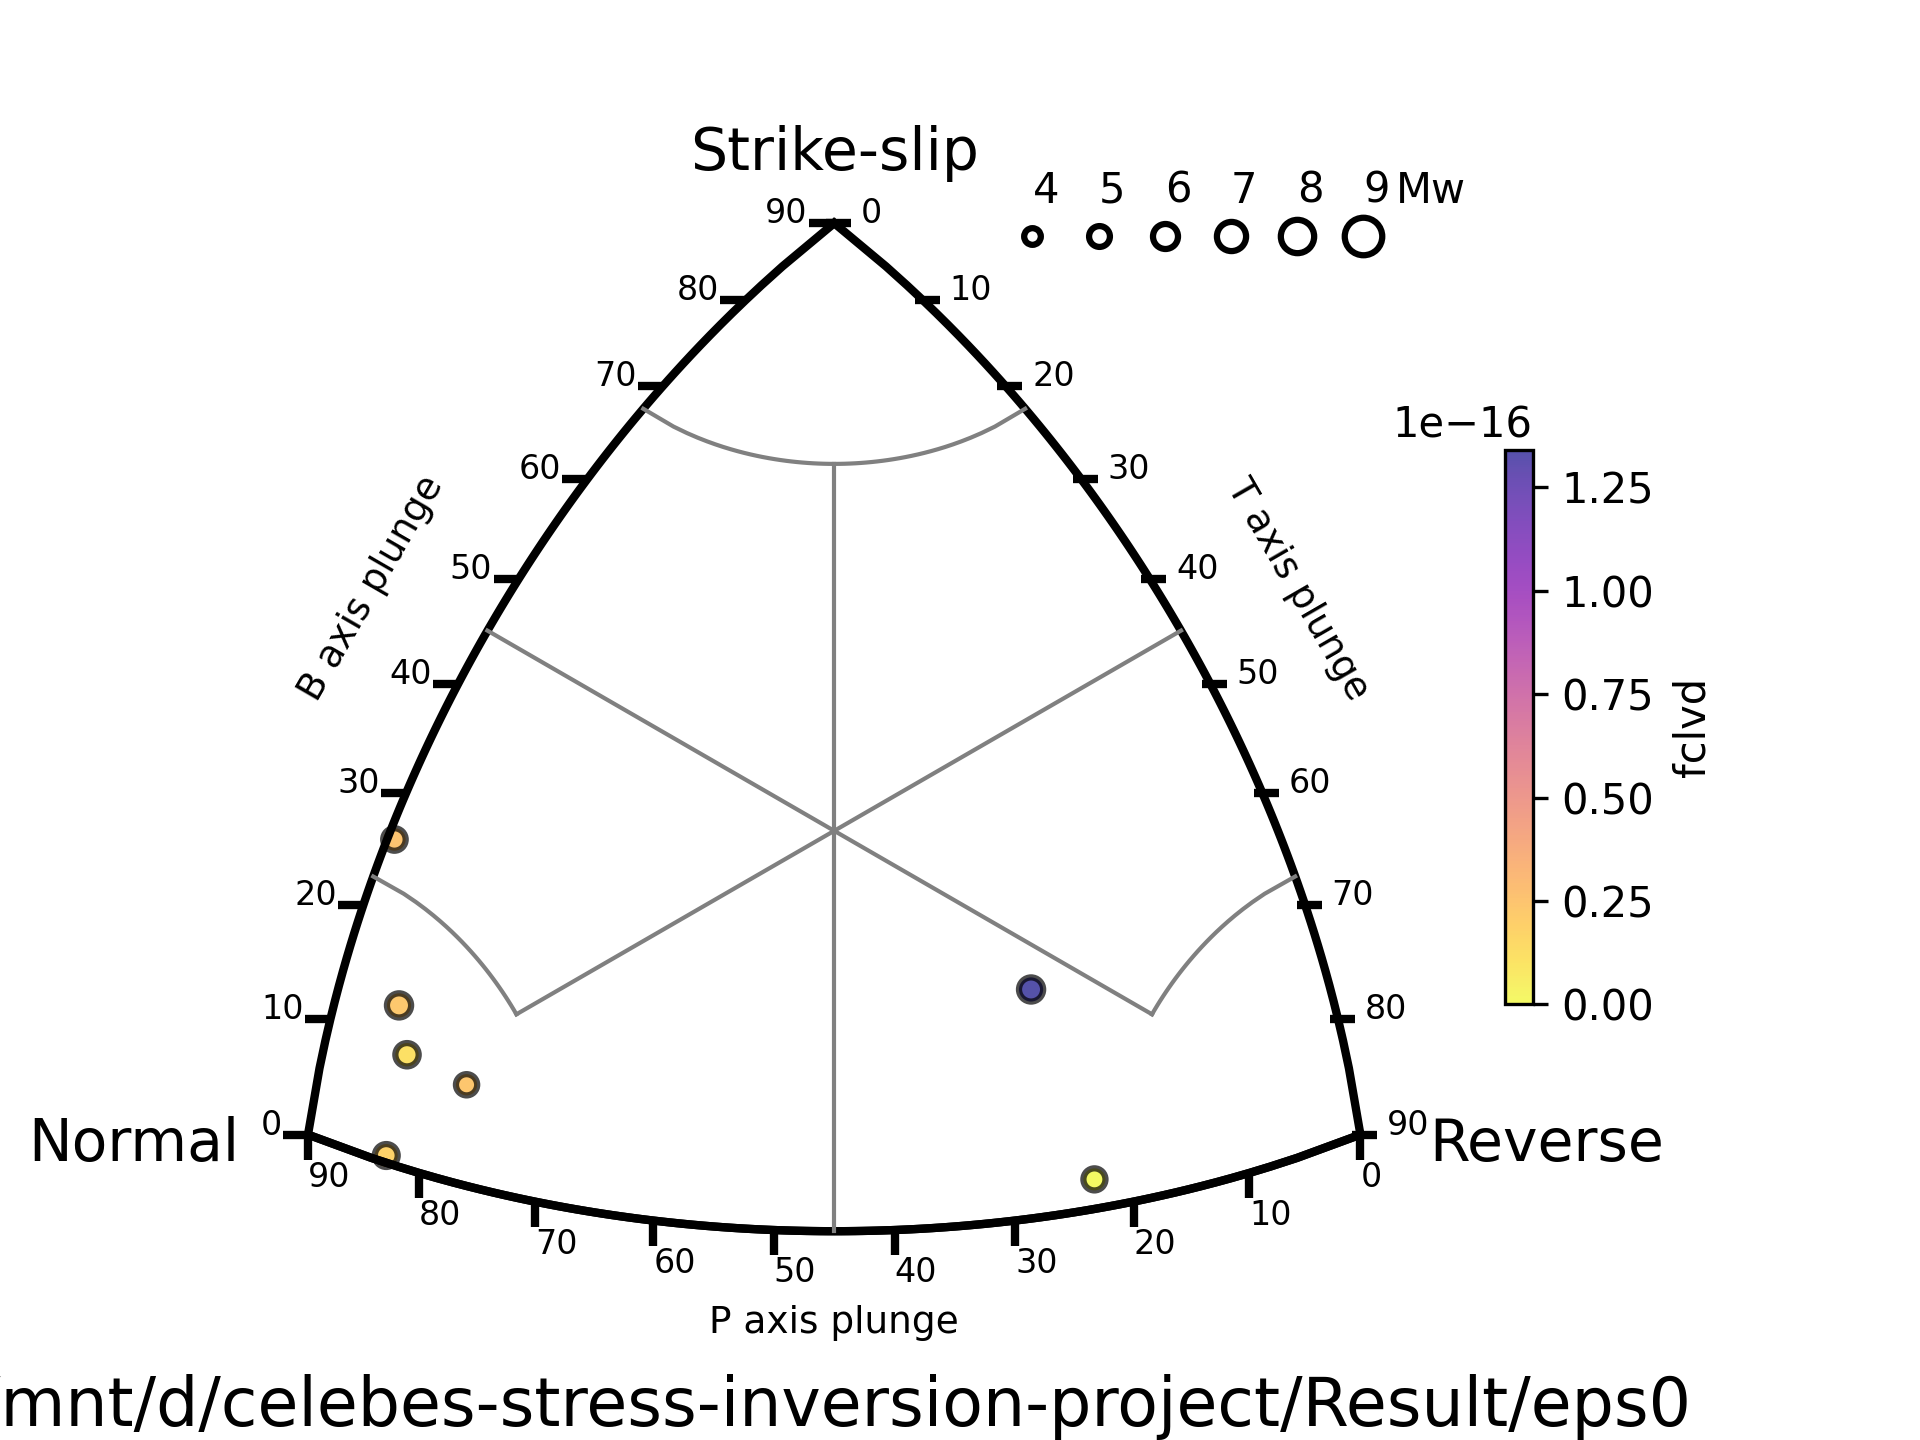 Strike-slip
4 5 6 7 8 9 Mw
90 0
80 10
70 20
1e−16
60 30
1.25
50 40
1.00
B axis plunge
T axis plunge
40 50
0.75
fclvd
30 60
0.50
20 70
0.25
10 80
0.00
Normal 0 90 Reverse
90 0
80 10
70 20
60 30
50 40
P axis plunge
mnt/d/celebes-stress-inversion-project/Result/eps0